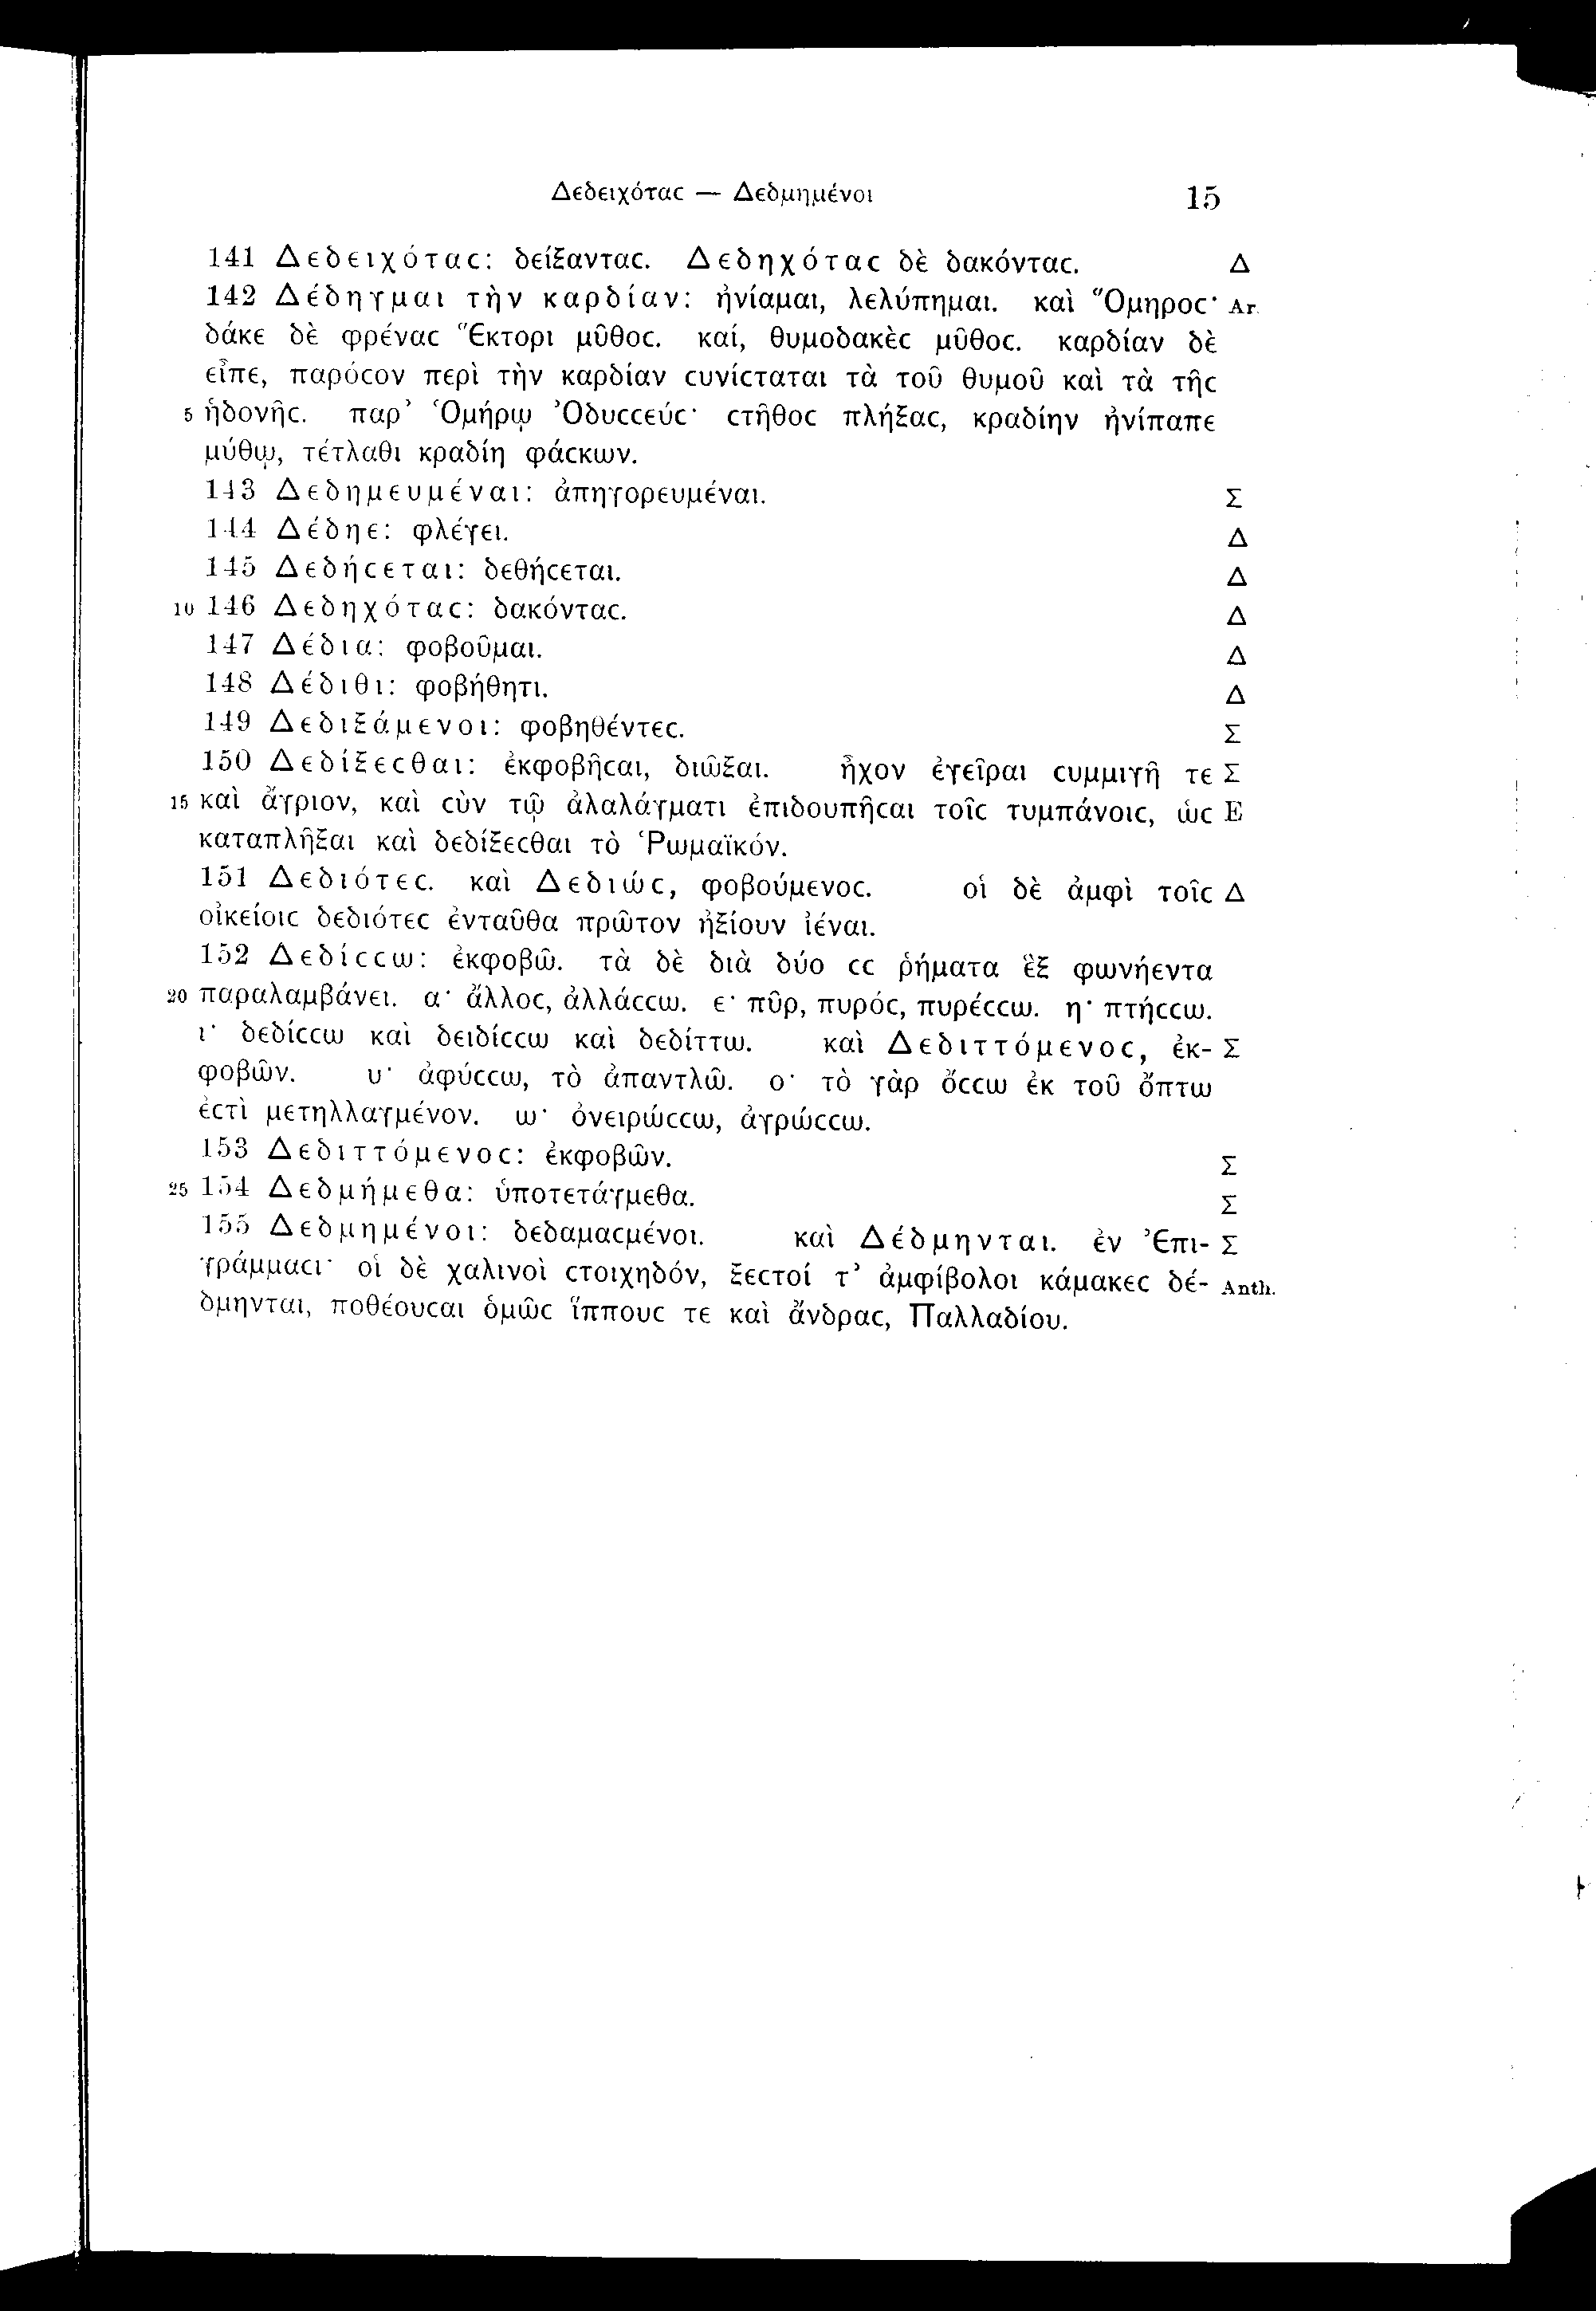 Δεδειχόταϲ — Δεδμημένοι 15
141 Δεδειχόταϲ: δείξανταϲ. Δεδηχόταϲ δὲ δακόνταϲ. Δ
142 Δέδηγμαι τὴν καρδίαν: ἠνίαμαι, λελύπημαι. καὶ Ὅμηροϲ· Ar.
δάκε δὲ φρέναϲ Ἕκτορι μῦθοϲ. καί, θυμοδακὲϲ μῦθοϲ. καρδίαν δὲ
εἶπε, παρόϲον περὶ τὴν καρδίαν ϲυνίϲταται τὰ τοῦ θυμοῦ καὶ τὰ τῆϲ
5 ἡδονῆϲ. παρ’ Ὁμήρῳ Ὀδυϲϲεύϲ· ϲτῆθοϲ πλήξαϲ, κραδίην ἠνίπαπε
μύθῳ, τέτλαθι κραδίη φάϲκων.
143 Δεδημευμέναι: ἀπηγορευμέναι. Σ
144 Δέδηε: φλέγει. Δ
145 Δεδήϲεται: δεθήϲεται. Δ
10 146 Δεδηχόταϲ: δακόνταϲ. Δ
147 Δέδια: φοβοῦμαι. Δ
148 Δέδιθι: φοβήθητι. Δ
149 Δεδιξάμενοι: φοβηθέντεϲ. Σ
150 Δεδίξεϲθαι: ἐκφοβῆϲαι, διῶξαι. ἦχον ἐγεῖραι ϲυμμιγῆ τε Σ
15 καὶ ἄγριον, καὶ ϲὺν τῷ ἀλαλάγματι ἐπιδουπῆϲαι τοῖϲ τυμπάνοιϲ, ὡϲ E
καταπλῆξαι καὶ δεδίξεϲθαι τὸ Ῥωμαϊκόν.
151 Δεδιότεϲ. καὶ Δεδιώϲ, φοβούμενοϲ. οἱ δὲ ἀμφὶ τοῖϲ Δ
οἰκείοιϲ δεδιότεϲ ἐνταῦθα πρῶτον ἠξίουν ἰέναι.
152 Δεδίϲϲω: ἐκφοβῶ. τὰ δὲ διὰ δύο ϲϲ ῥήματα ἓξ φωνήεντα
20 παραλαμβάνει. α· ἄλλοϲ, ἀλλάϲϲω. ε· πῦρ, πυρόϲ, πυρέϲϲω. η· πτήϲϲω.
ι· δεδίϲϲω καὶ δειδίϲϲω καὶ δεδίττω. καὶ Δεδιττόμενοϲ, ἐκ- Σ
φοβῶν. υ· ἀφύϲϲω, τὸ ἀπαντλῶ. ο· τὸ γὰρ ὄϲϲω ἐκ τοῦ ὄπτω
ἐϲτὶ μετηλλαγμένον. ω· ὀνειρώϲϲω, ἀγρώϲϲω.
153 Δεδιττόμενοϲ: ἐκφοβῶν. Σ
25 154 Δεδμήμεθα: ὑποτετάγμεθα. Σ
155 Δεδμημένοι: δεδαμαϲμένοι. καὶ Δέδμηνται. ἐν Ἐπι- Σ
γράμμαϲι· οἱ δὲ χαλινοὶ ϲτοιχηδόν, ξεϲτοί τ’ ἀμφίβολοι κάμακεϲ δέ- Anth.
δμηνται, ποθέουϲαι ὁμῶϲ ἵππουϲ τε καὶ ἄνδραϲ, Παλλαδίου.